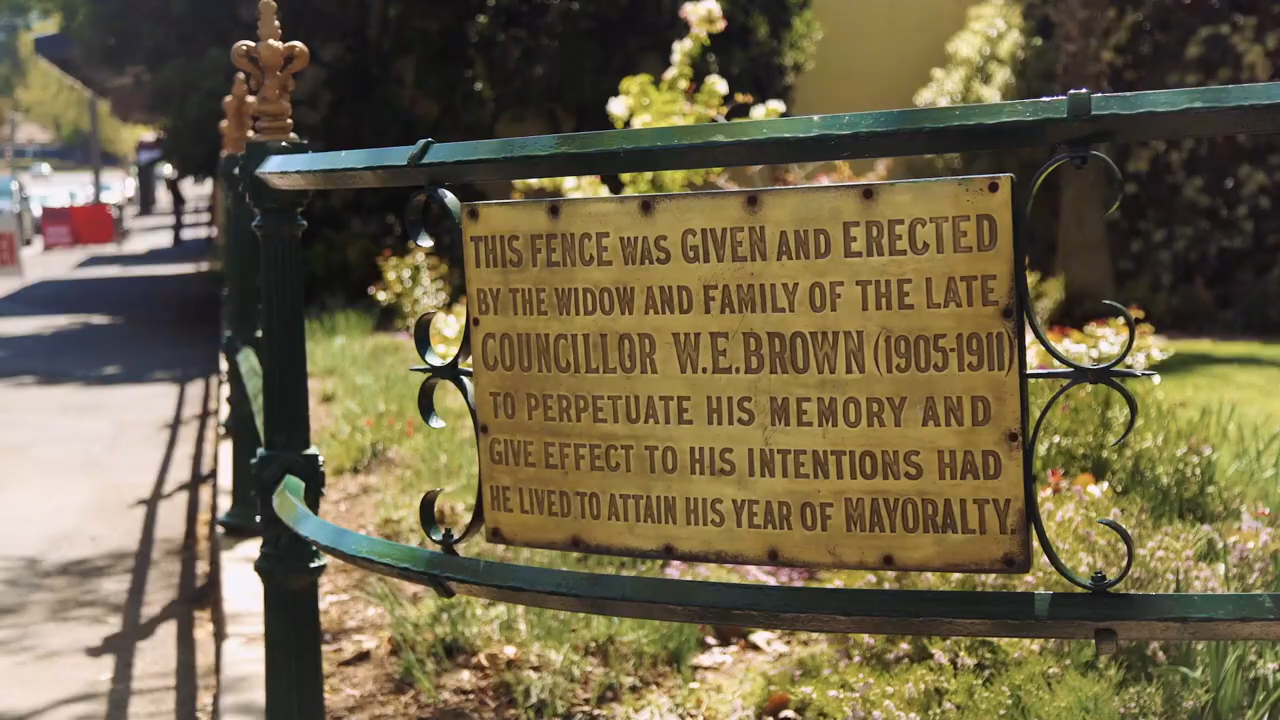 THIS FENCE WAS GIVEN AND ERECTED
BY THE WIDOW AND FAMILY OF THE LATE
COUNCILLOR W.E.BROWN (1905-1911)
TO PERPETUATE HIS MEMORY AND
GIVE EFFECT TO HIS INTENTIONS HAD
HE LIVED TO ATTAIN HIS YEAR OF MAYORALTY.